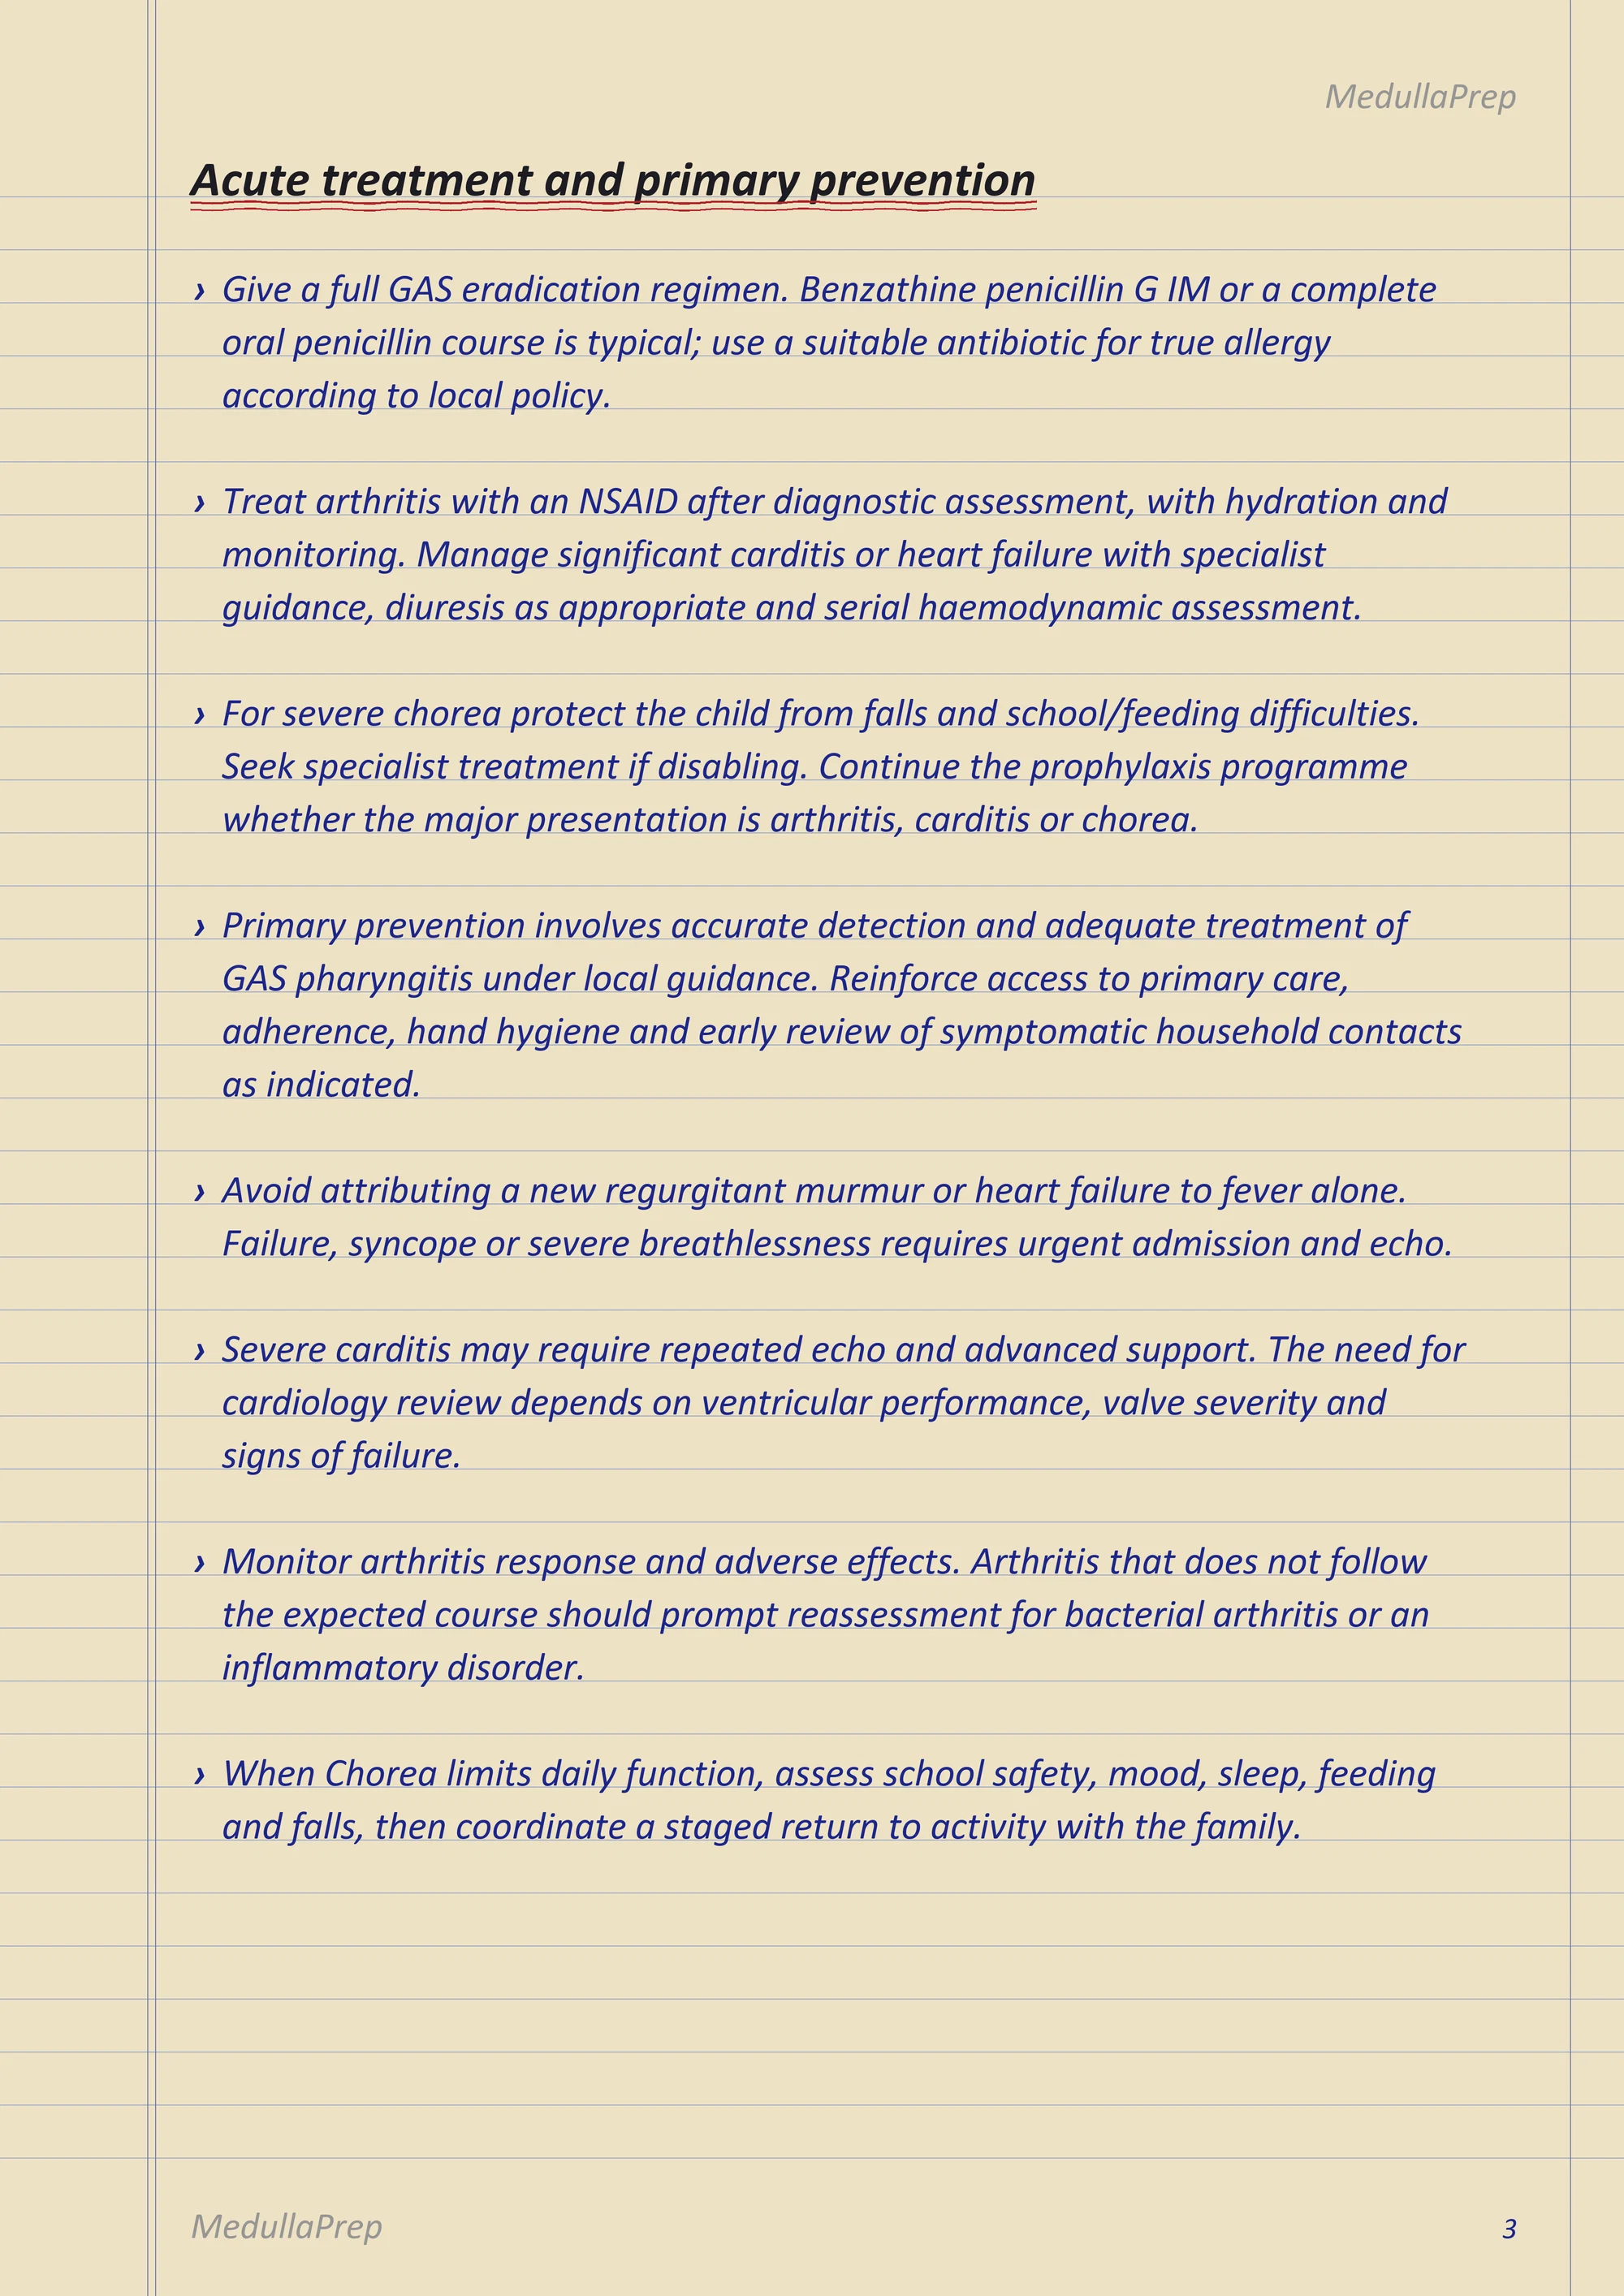 MedullaPrep
Acute treatment and primary prevention
› Give a full GAS eradication regimen. Benzathine penicillin G IM or a complete
oral penicillin course is typical; use a suitable antibiotic for true allergy
according to local policy.
› Treat arthritis with an NSAID after diagnostic assessment, with hydration and
monitoring. Manage significant carditis or heart failure with specialist
guidance, diuresis as appropriate and serial haemodynamic assessment.
› For severe chorea protect the child from falls and school/feeding difficulties.
Seek specialist treatment if disabling. Continue the prophylaxis programme
whether the major presentation is arthritis, carditis or chorea.
› Primary prevention involves accurate detection and adequate treatment of
GAS pharyngitis under local guidance. Reinforce access to primary care,
adherence, hand hygiene and early review of symptomatic household contacts
as indicated.
› Avoid attributing a new regurgitant murmur or heart failure to fever alone.
Failure, syncope or severe breathlessness requires urgent admission and echo.
› Severe carditis may require repeated echo and advanced support. The need for
cardiology review depends on ventricular performance, valve severity and
signs of failure.
› Monitor arthritis response and adverse effects. Arthritis that does not follow
the expected course should prompt reassessment for bacterial arthritis or an
inflammatory disorder.
› When Chorea limits daily function, assess school safety, mood, sleep, feeding
and falls, then coordinate a staged return to activity with the family.
MedullaPrep
3